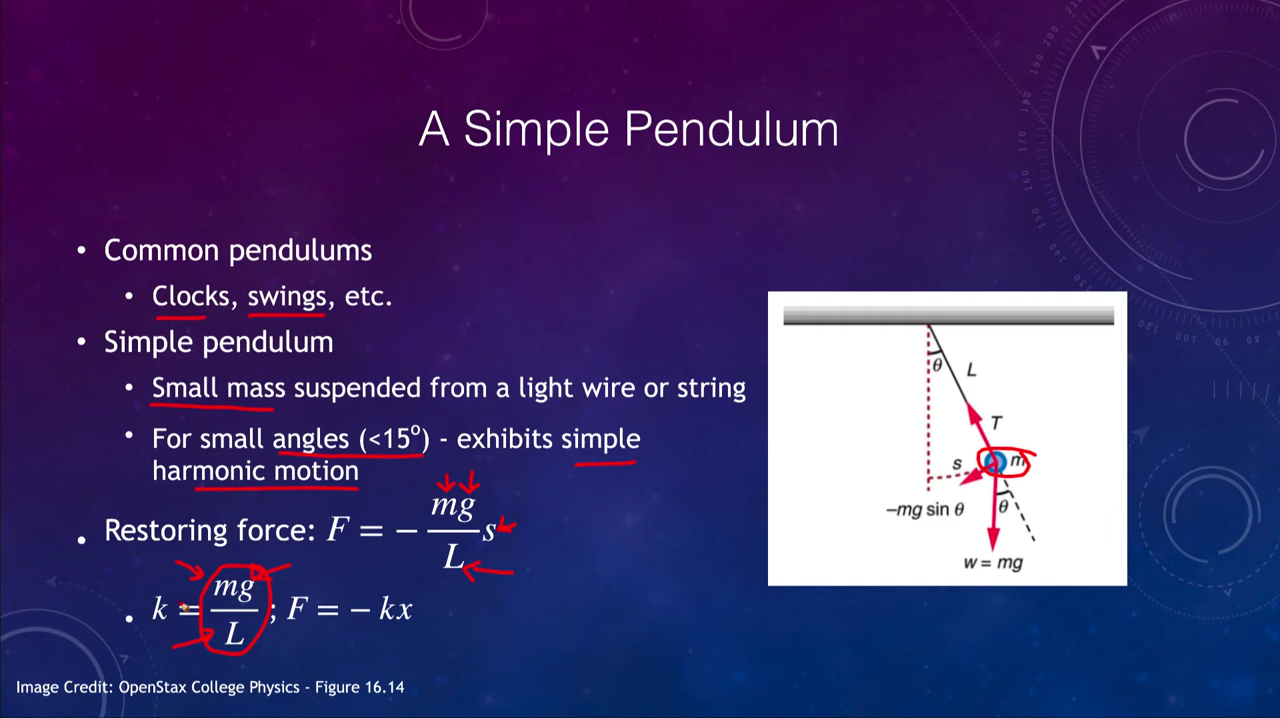 A Simple Pendulum
• Common pendulums
• Clocks, swings, etc.
• Simple pendulum
• Small mass suspended from a light wire or string
• For small angles (<15°) - exhibits simple
harmonic motion
• Restoring force: F = − mg/L s
• k = mg/L ; F = − kx
θ
L
T
s
m
−mg sin θ
θ
w = mg
Image Credit: OpenStax College Physics - Figure 16.14